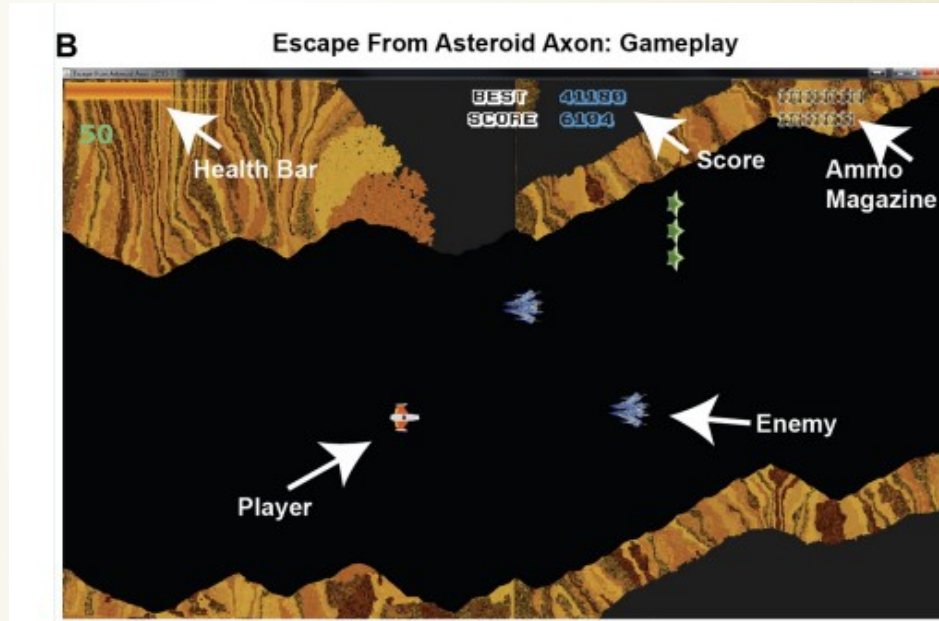 B
Escape From Asteroid Axon: Gameplay
BEST 41180
SCORE 6104
50
Health Bar
Score
Ammo
Magazine
Enemy
Player